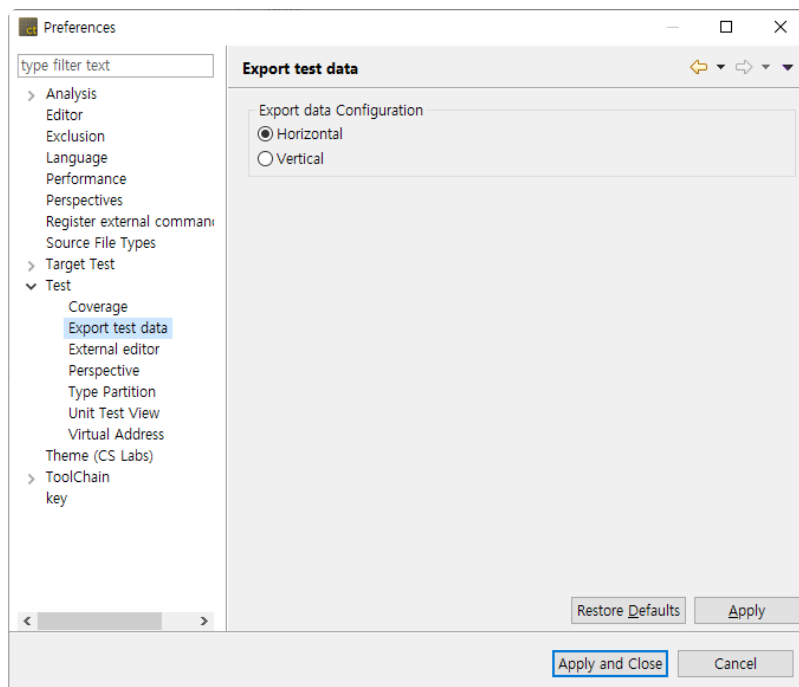 ct Preferences
type filter text
Analysis
Editor
Exclusion
Language
Performance
Perspectives
Register external comman
Source File Types
Target Test
Test
Coverage
Export test data
External editor
Perspective
Type Partition
Unit Test View
Virtual Address
Theme (CS Labs)
ToolChain
key
Export test data
Export data Configuration
Horizontal
Vertical
Restore Defaults
Apply
Apply and Close
Cancel